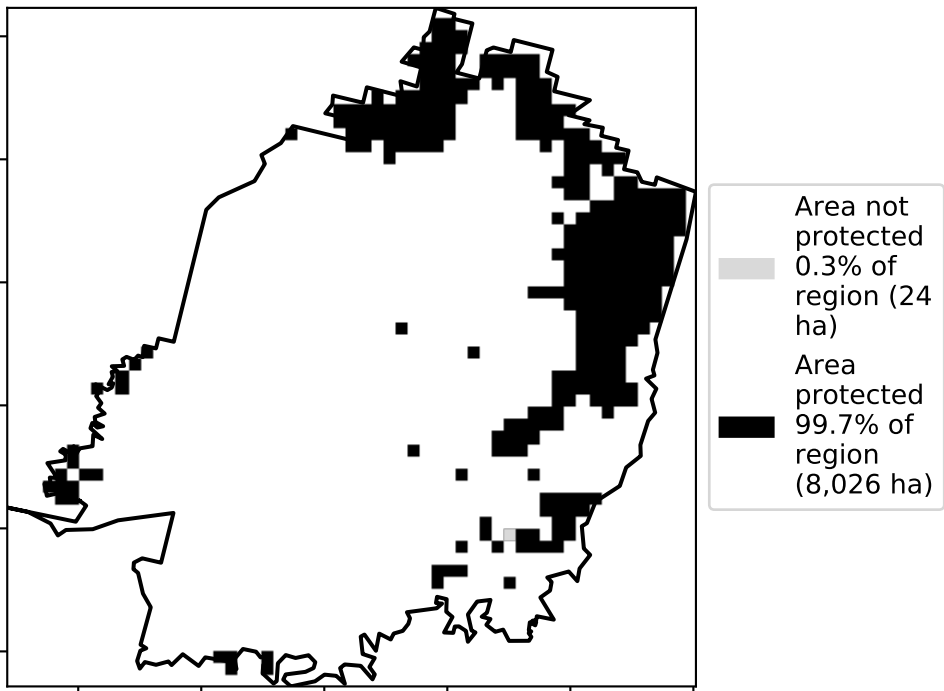 Area not
protected
0.3% of
region (24
ha)
Area
protected
99.7% of
region
(8,026 ha)